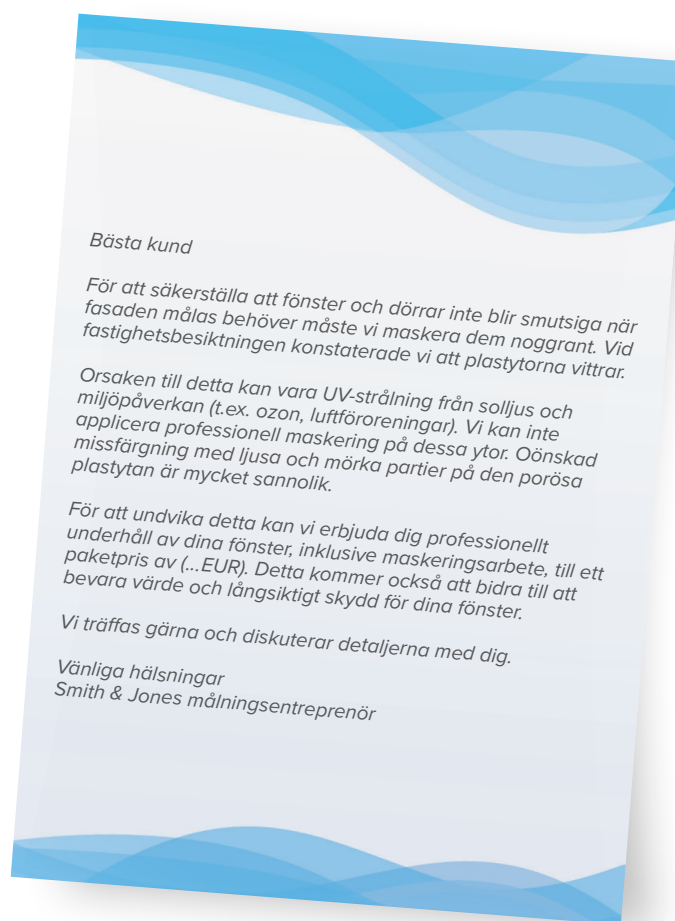 Bästa kund
För att säkerställa att fönster och dörrar inte blir smutsiga när
fasaden målas behöver måste vi maskera dem noggrant. Vid
fastighetsbesiktningen konstaterade vi att plastytorna vittrar.
Orsaken till detta kan vara UV-strålning från solljus och
miljöpåverkan (t.ex. ozon, luftföroreningar). Vi kan inte
applicera professionell maskering på dessa ytor. Oönskad
missfärgning med ljusa och mörka partier på den porösa
plastytan är mycket sannolik.
För att undvika detta kan vi erbjuda dig professionellt
underhåll av dina fönster, inklusive maskeringsarbete, till ett
paketpris av (...EUR). Detta kommer också att bidra till att
bevara värde och långsiktigt skydd för dina fönster.
Vi träffas gärna och diskuterar detaljerna med dig.
Vänliga hälsningar
Smith & Jones målningsentreprenör